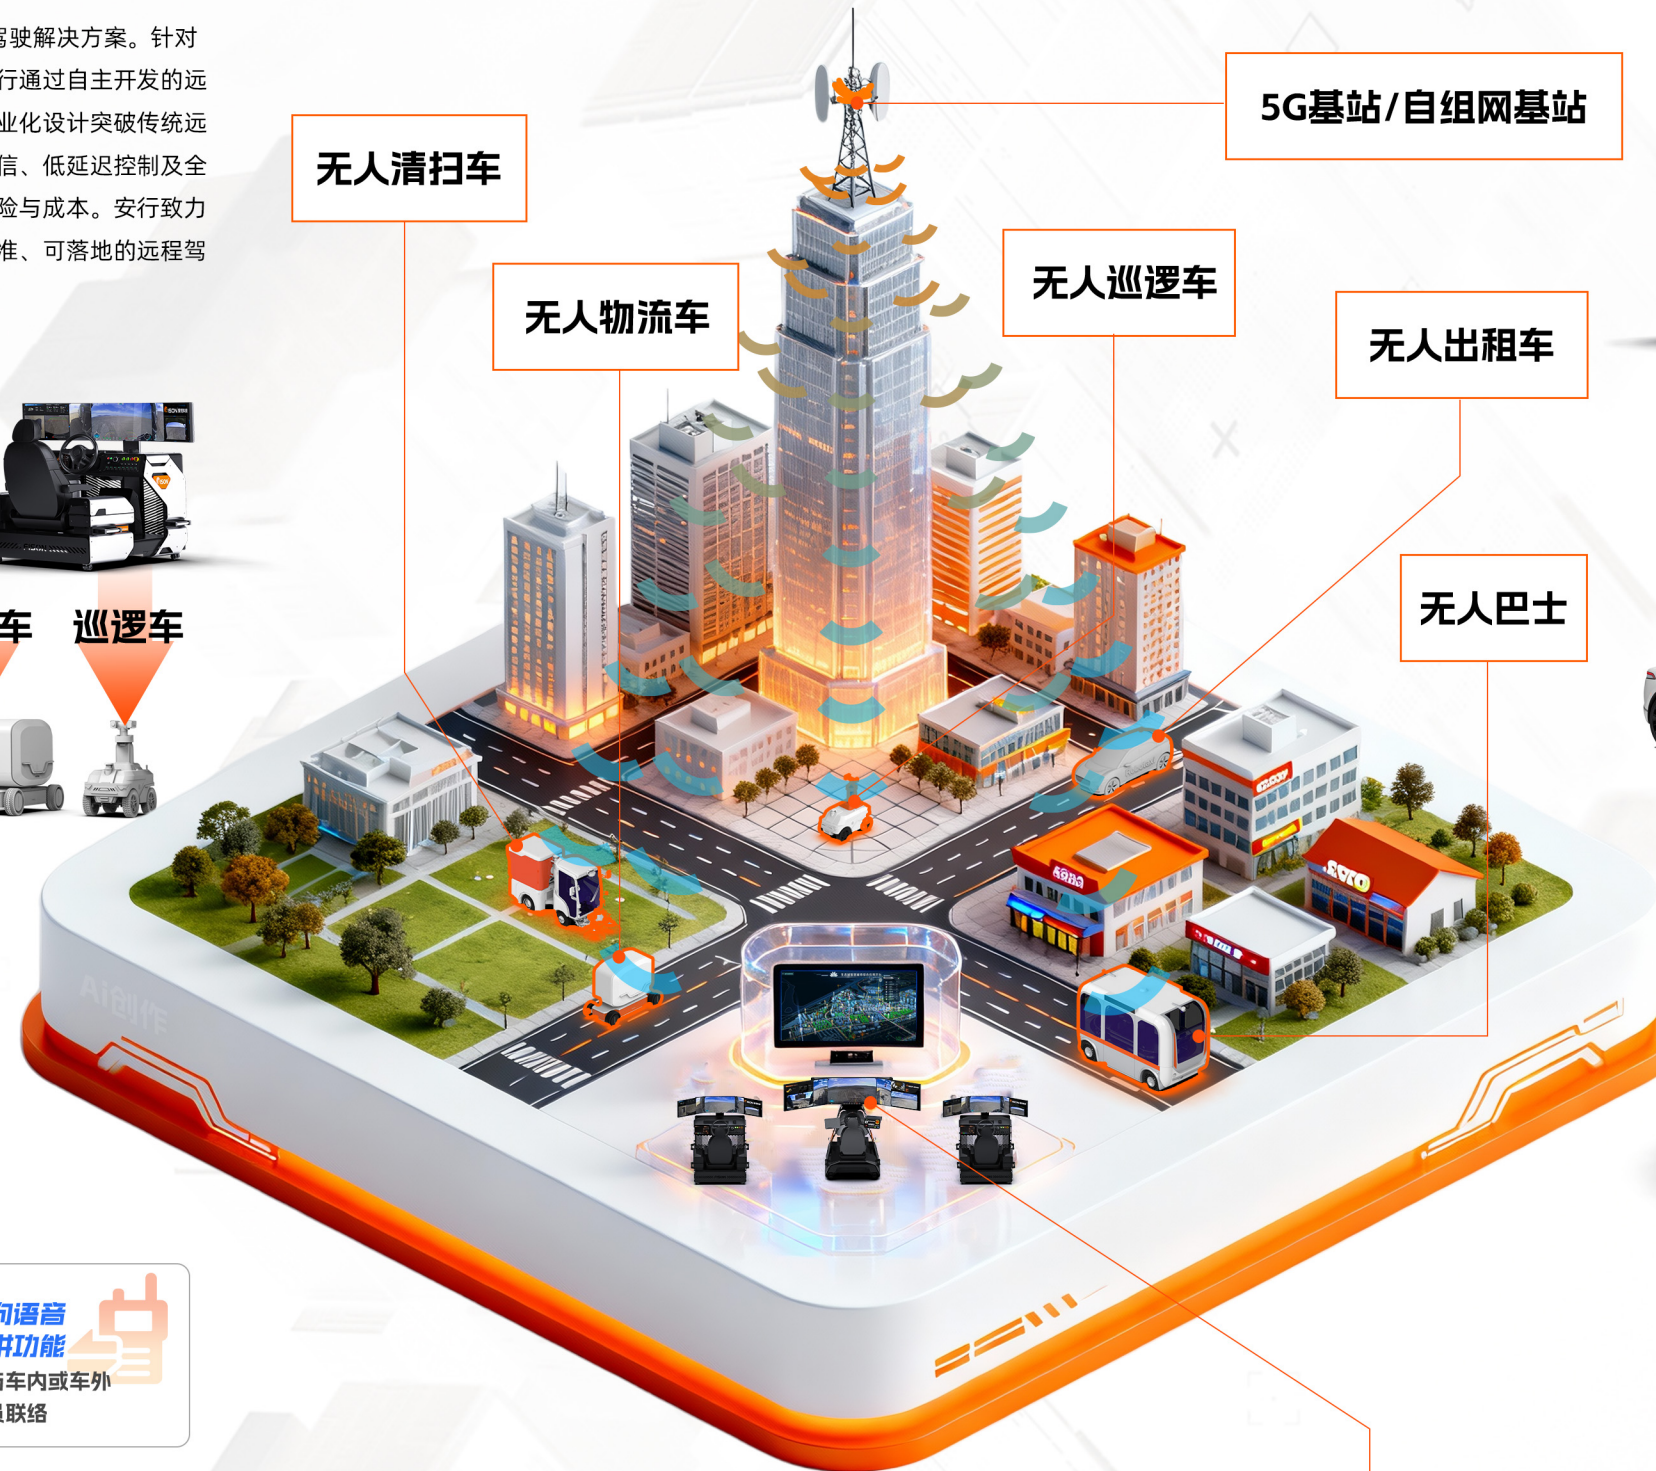 驾驶解决方案。针对
行通过自主开发的远
业化设计突破传统远
信、低延迟控制及全
险与成本。安行致力
准、可落地的远程驾
5G基站/自组网基站
无人清扫车
无人物流车
无人巡逻车
无人出租车
无人巴士
车 巡逻车
Ai创作
向语音
讲功能
车内或车外
员联络